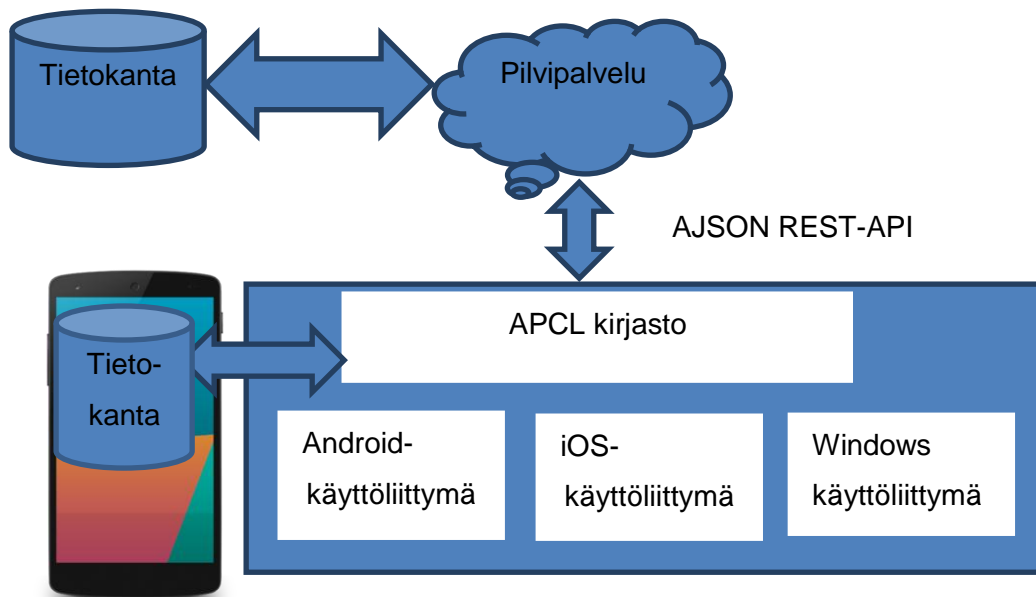 Tietokanta
Pilvipalvelu
AJSON REST-API
APCL kirjasto
Tieto-
kanta
Android-
käyttöliittymä
iOS-
käyttöliittymä
Windows
käyttöliittymä